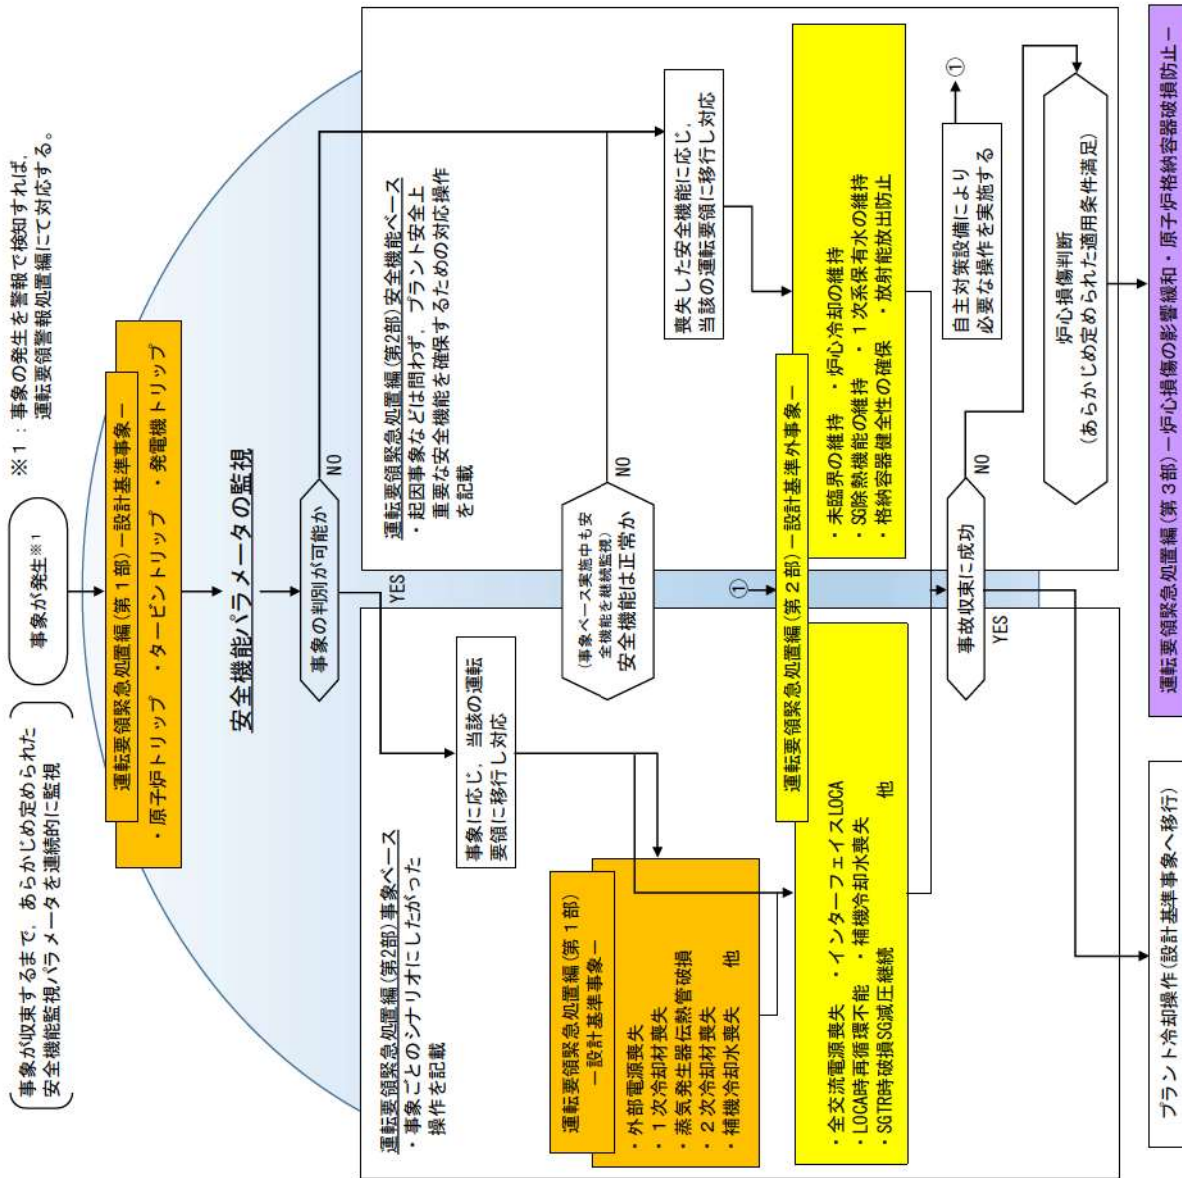 事象が収束するまで，あらかじめ定められた
安全機能監視パラメータを連続的に監視
事象が発生※1
※1：事象の発生を警報で検知すれば，
運転要領警報処置編にて対応する。
運転要領緊急処置編(第１部)－設計基準事象－
・原子炉トリップ　・タービントリップ　・発電機トリップ
安全機能パラメータの監視
事象の判別が可能か
YES
NO
運転要領緊急処置編(第2部)事象ベース
・事象ごとのシナリオにしたがった
操作を記載
運転要領緊急処置編(第2部)安全機能ベース
・起因事象などは問わず，プラント安全上
重要な安全機能を確保するための対応操作
を記載
事象に応じ，当該の運転
要領に移行し対応
(事象ベース実施中も安
全機能を継続監視)
安全機能は正常か
NO
喪失した安全機能に応じ，
当該の運転要領に移行し対応
運転要領緊急処置編(第１部)
－設計基準事象－
・外部電源喪失
・１次冷却材喪失
・蒸気発生器伝熱管破損
・２次冷却材喪失
・補機冷却水喪失　他
①
運転要領緊急処置編(第２部)－設計基準外事象－
・全交流電源喪失　・インターフェイスLOCA
・LOCA時再循環不能　・補機冷却水喪失
・SGTR時破損SG減圧継続　他
・未臨界の維持　・炉心冷却の維持
・SG除熱機能の維持　・１次系保有水の維持
・格納容器健全性の確保　・放射能放出防止
事故収束に成功
YES
NO
自主対策設備により
必要な操作を実施する
①
炉心損傷判断
(あらかじめ定められた適用条件満足)
プラント冷却操作(設計基準事象へ移行)
運転要領緊急処置編(第３部)－炉心損傷の影響緩和・原子炉格納容器破損防止－